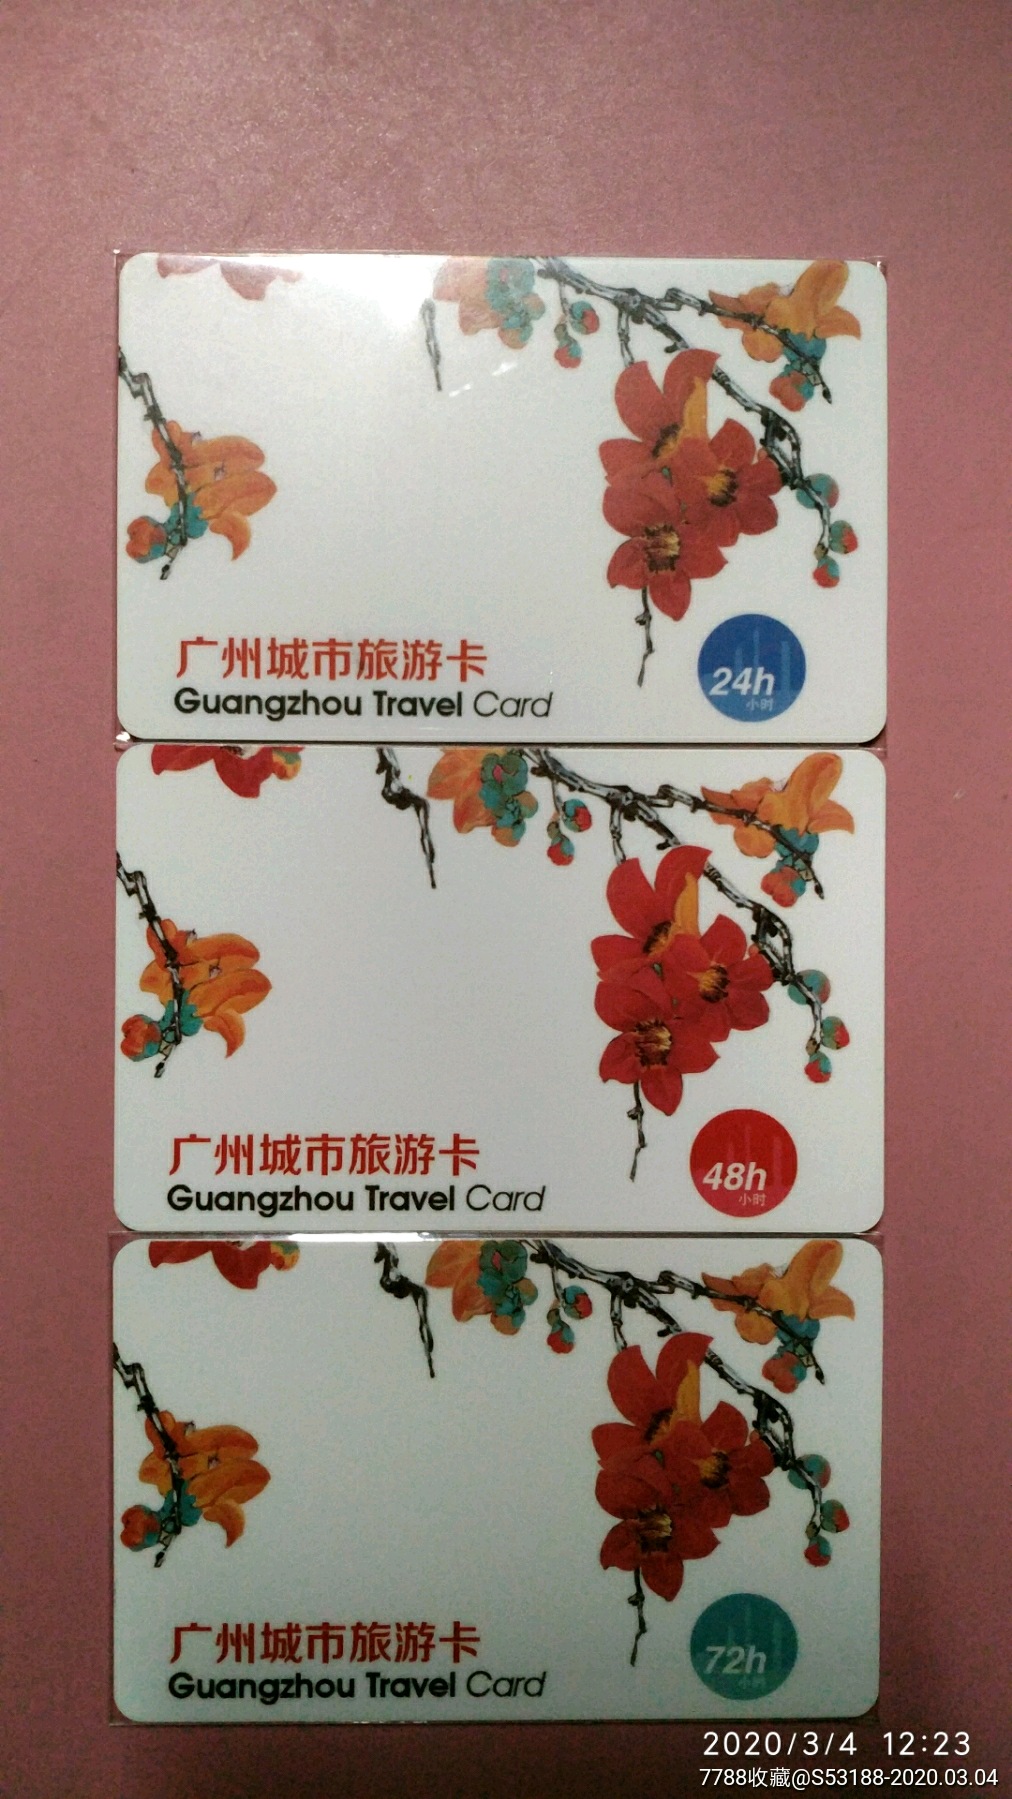 广州城市旅游卡
Guangzhou Travel Card
24h
小时
广州城市旅游卡
Guangzhou Travel Card
48h
小时
广州城市旅游卡
Guangzhou Travel Card
72h
小时
2020/3/4 12:23
7788收藏@S53188-2020.03.04